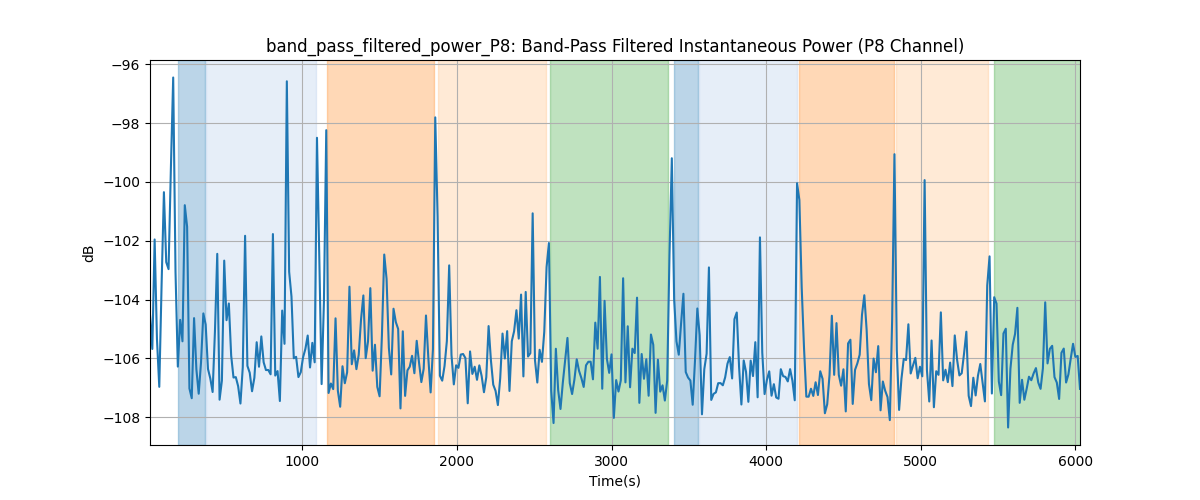 band_pass_filtered_power_P8: Band-Pass Filtered Instantaneous Power (P8 Channel)
−96
−98
−100
−102
−104
−106
−108
dB
1000 2000 3000 4000 5000 6000
Time(s)